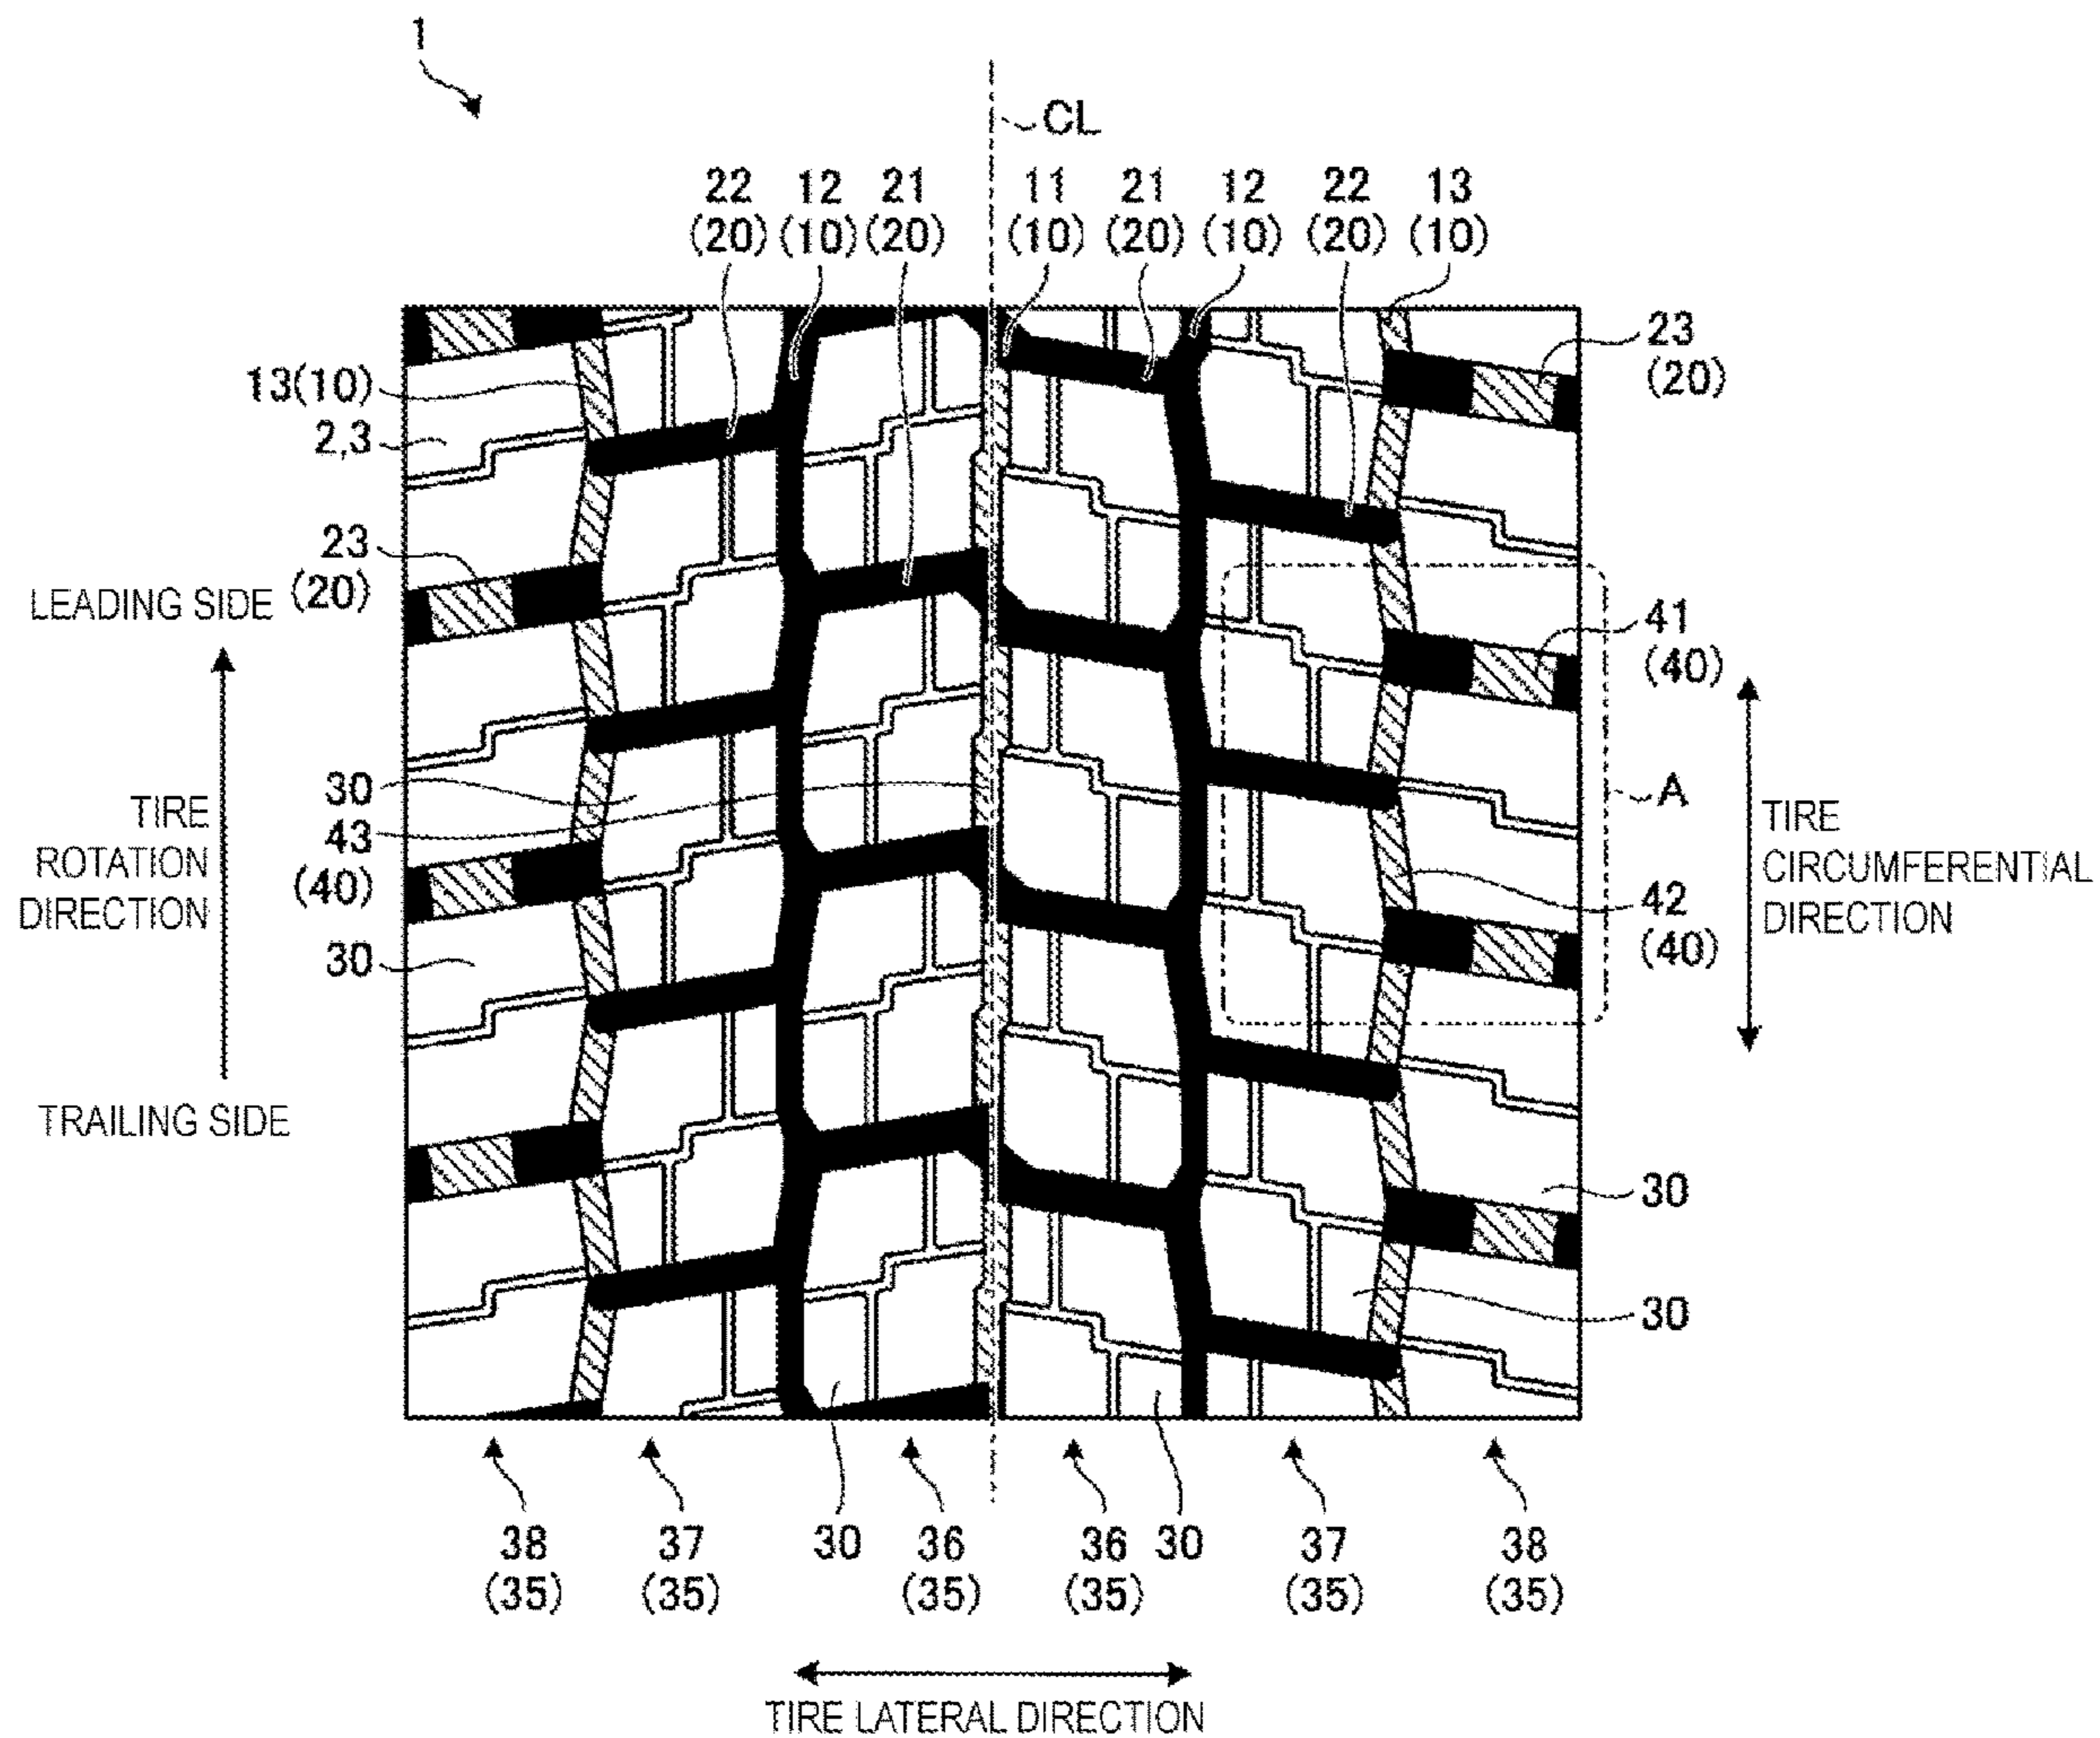 1
CL
22 12 21 11 21 12 22 13
(20) (10) (20) (10) (20) (10) (20) (10)
23
(20)
13(10)
2,3
23
(20)
LEADING SIDE
41
(40)
30
43
(40)
TIRE
ROTATION
DIRECTION
A
TIRE
CIRCUMFERENTIAL
DIRECTION
42
(40)
30
TRAILING SIDE
30
30
38 37 30 36 36 30 37 38
(35) (35) (35) (35) (35) (35)
TIRE LATERAL DIRECTION